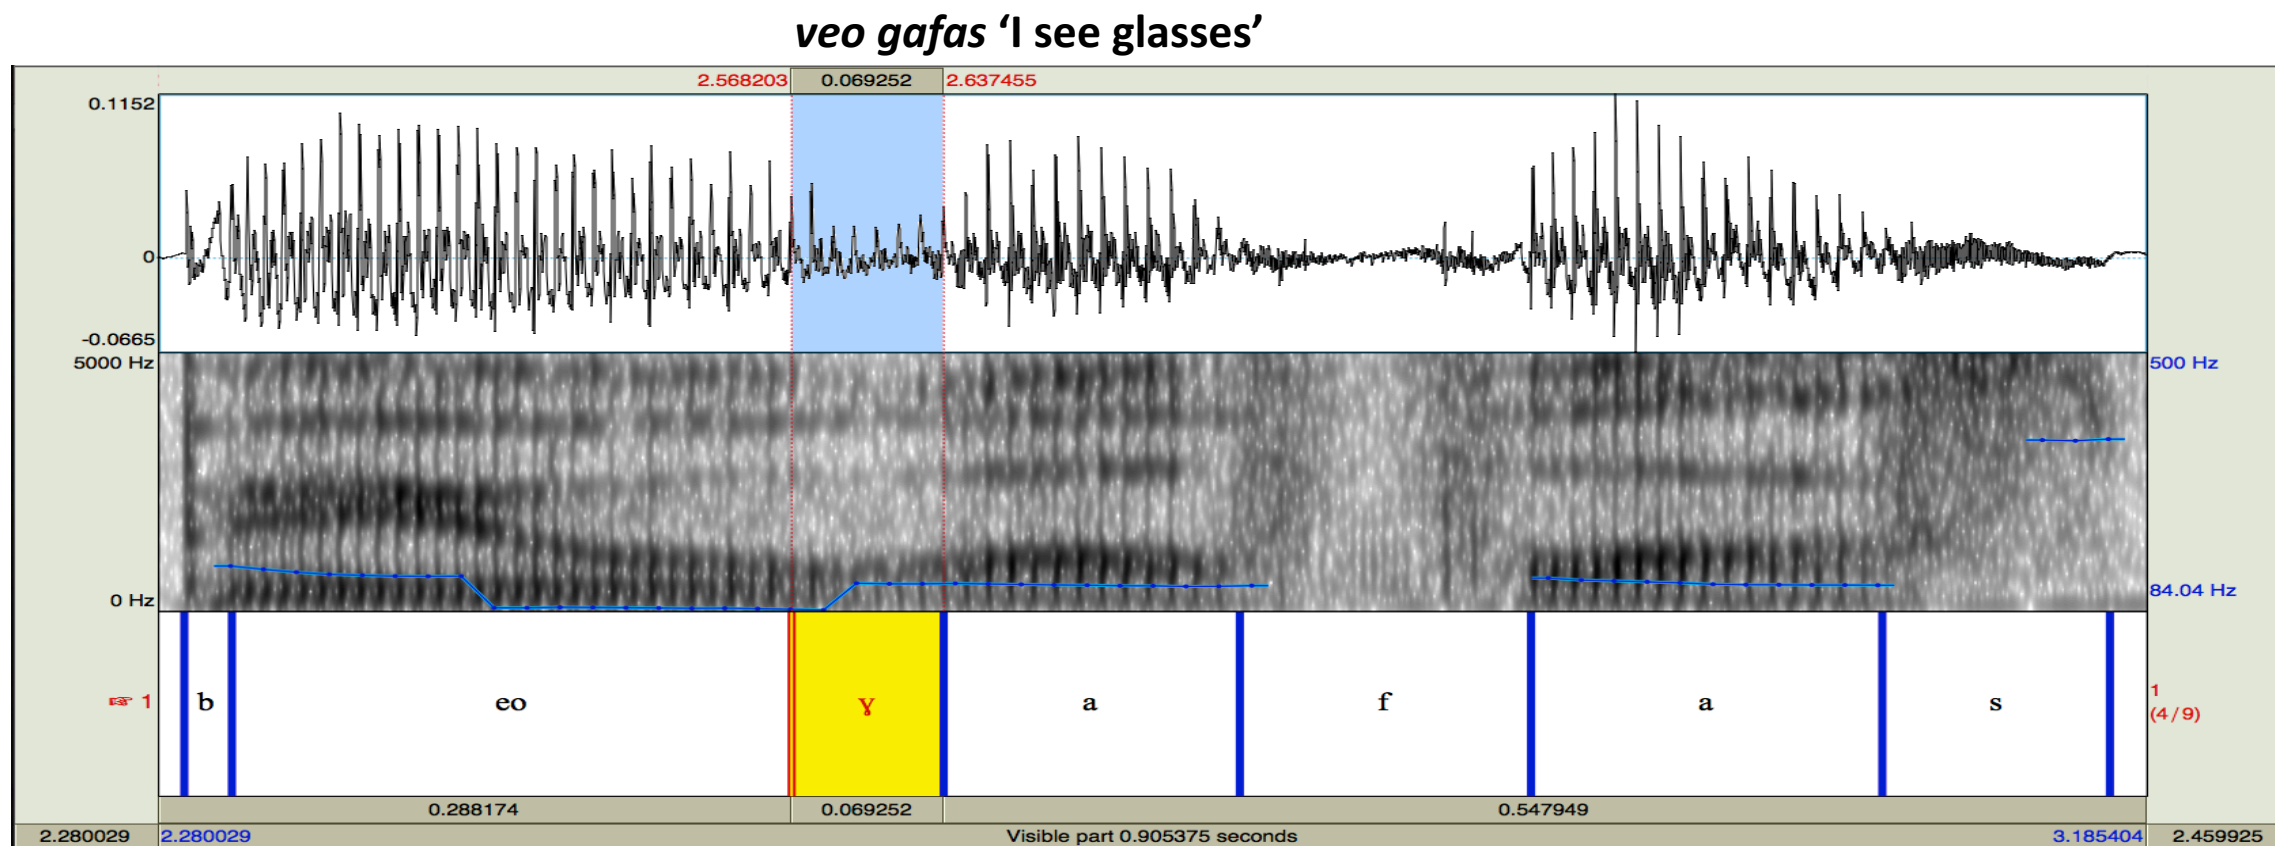 veo gafas ‘I see glasses’
2.568203 0.069252 2.637455
0.1152
0
-0.0665
5000 Hz 500 Hz
0 Hz 84.04 Hz
☞ 1 b eo ɣ a f a s 1
(4/9)
0.288174 0.069252 0.547949
2.280029 2.280029 Visible part 0.905375 seconds 3.185404 2.459925